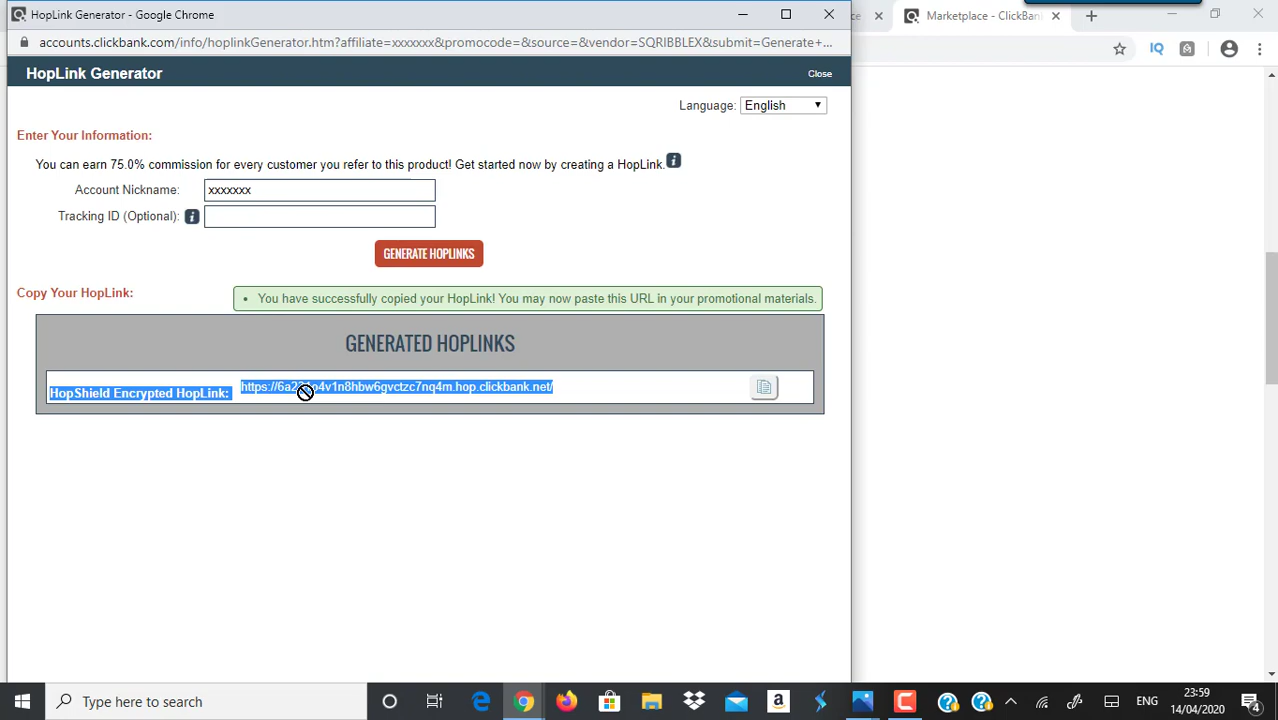 HopLink Generator - Google Chrome
ce
Marketplace - ClickBan
accounts.clickbank.com/info/hoplinkGenerator.htm?affiliate=xxxxxxx&promocode=&source=&vendor=SQRIBBLEX&submit=Generate+...
IQ
HopLink Generator
Close
Language: English
Enter Your Information:
You can earn 75.0% commission for every customer you refer to this product! Get started now by creating a HopLink.
Account Nickname: xxxxxxx
Tracking ID (Optional):
GENERATE HOPLINKS
Copy Your HopLink:
You have successfully copied your HopLink! You may now paste this URL in your promotional materials.
GENERATED HOPLINKS
HopShield Encrypted HopLink:
Type here to search
ENG
23:59
14/04/2020
4